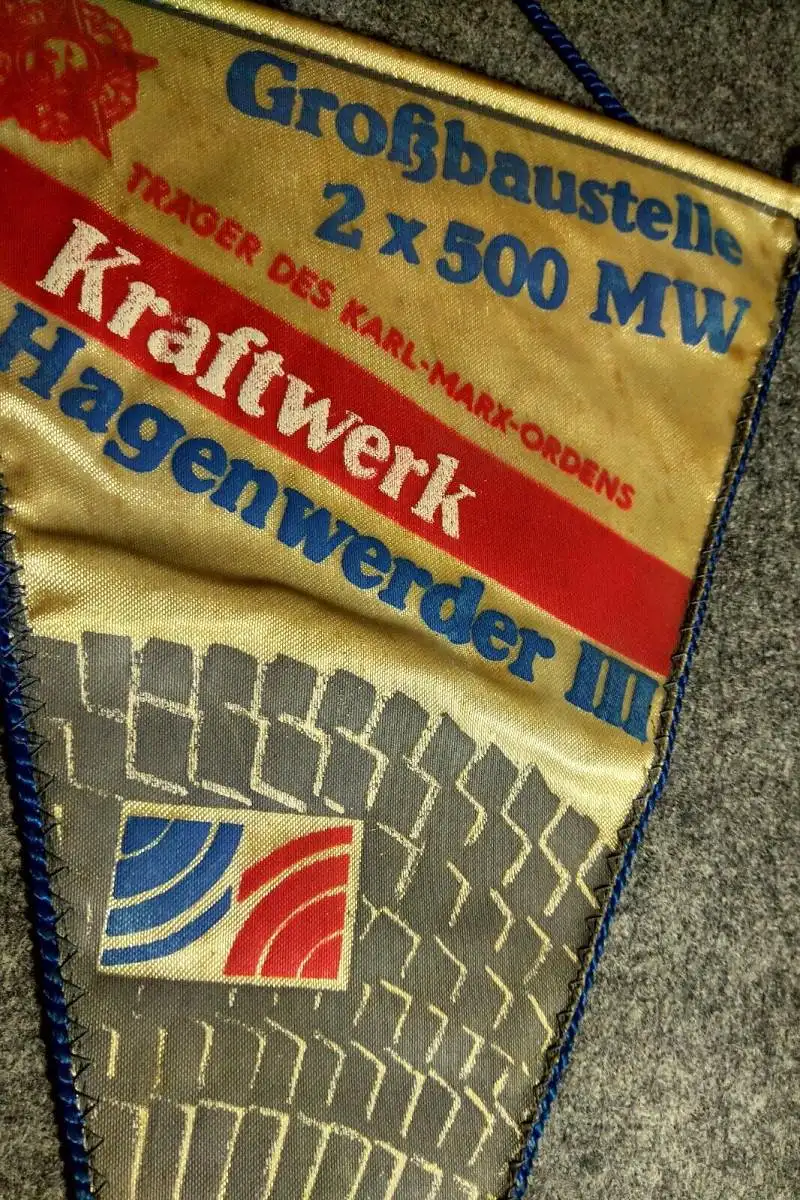 Großbaustelle
2 x 500 MW
TRÄGER DES KARL-MARX-ORDENS
Kraftwerk
Hagenwerder III